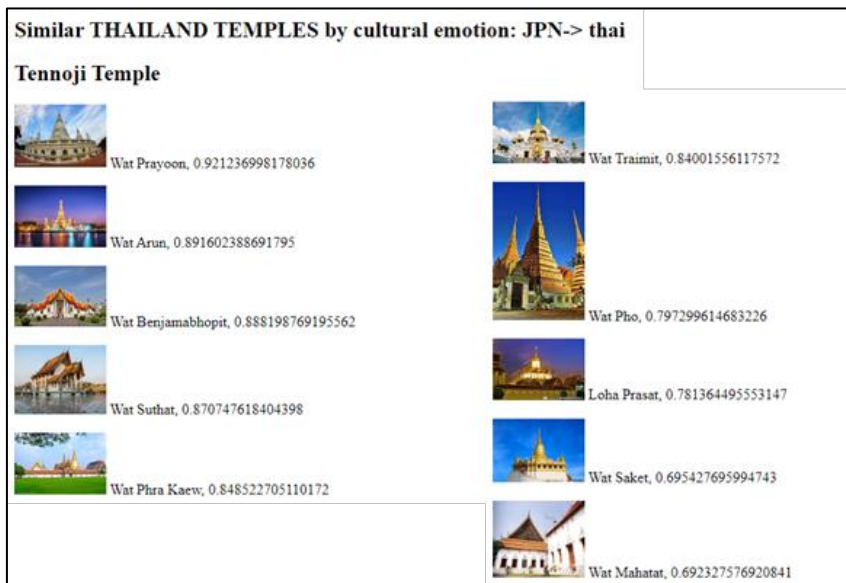 Similar THAILAND TEMPLES by cultural emotion: JPN-> thai
Tennoji Temple
Wat Prayoon, 0.921236998178036
Wat Arun, 0.891602388691795
Wat Benjamabhopit, 0.888198769195562
Wat Suthat, 0.870747618404398
Wat Phra Kaew, 0.848522705110172
Wat Traimit, 0.84001556117572
Wat Pho, 0.797299614683226
Loha Prasat, 0.781364495553147
Wat Saket, 0.695427695994743
Wat Mahatat, 0.692327576920841